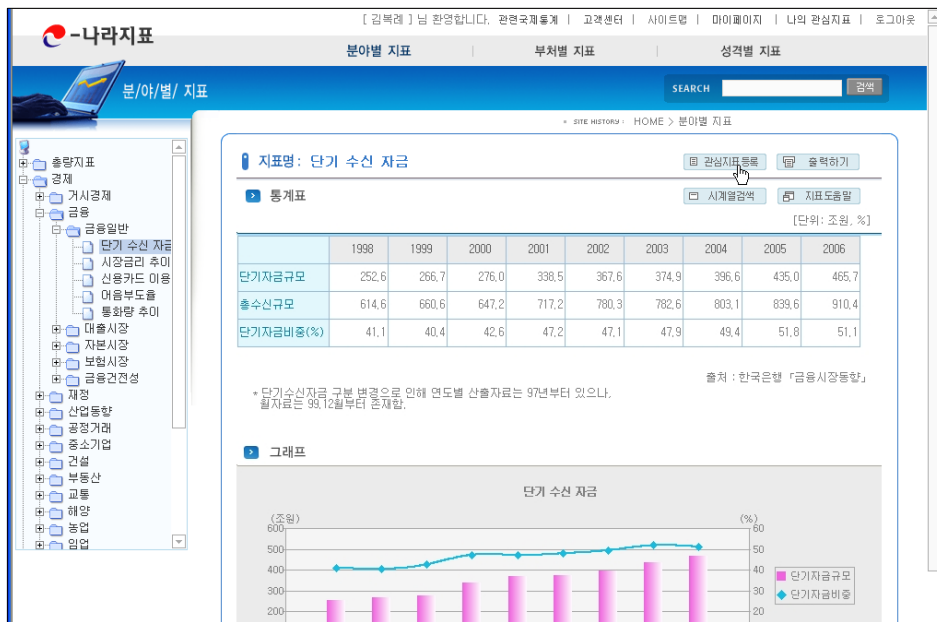 [ 김복례 ] 님 환영합니다. 관련국제통계 | 고객센터 | 사이트맵 | 마이페이지 | 나의 관심지표 | 로그아웃
e-나라지표
분야별 지표 | 부처별 지표 | 성격별 지표
분/야/별/ 지표
SEARCH 검색
SITE HISTORY : HOME > 분야별 지표
총량지표
경제
거시경제
금융
금융일반
단기 수신 자금
시장금리 추이
신용카드 이용
어음부도율
통화량 추이
대출시장
자본시장
보험시장
금융건전성
재정
산업동향
공정거래
중소기업
건설
부동산
교통
해양
농업
임업
지표명: 단기 수신 자금
관심지표등록 출력하기
통계표
시계열검색 지표도움말
[단위: 조원, %]
1998 1999 2000 2001 2002 2003 2004 2005 2006
단기자금규모 252.6 266.7 276.0 338.5 367.6 374.9 396.6 435.0 465.7
총수신규모 614.6 660.6 647.2 717.2 780.3 782.6 803.1 839.6 910.4
단기자금비중(%) 41.1 40.4 42.6 47.2 47.1 47.9 49.4 51.8 51.1
출처 : 한국은행 「금융시장동향」
* 단기수신자금 구분 변경으로 인해 연도별 산출자료는 97년부터 있으나,
월자료는 99.12월부터 존재함.
그래프
단기 수신 자금
(조원) (%)
600 60
500 50
400 40
300 30
200 20
단기자금규모
단기자금비중